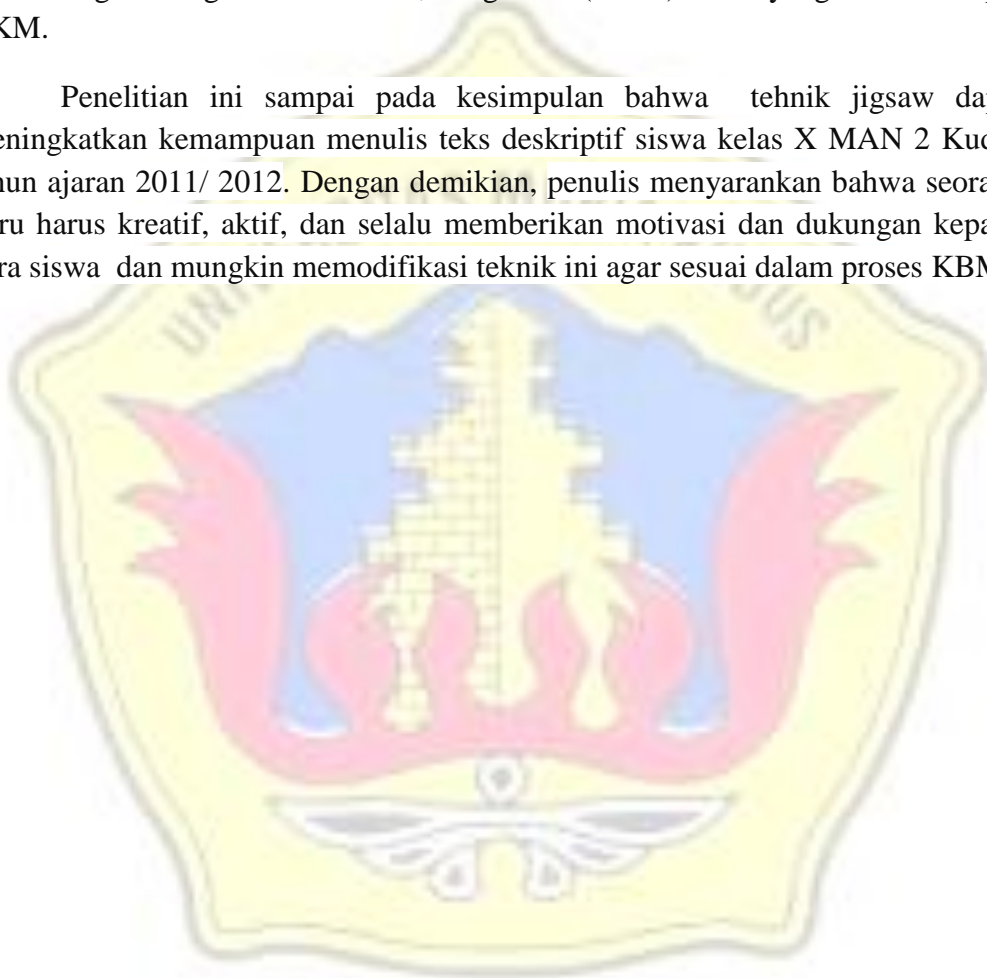 KM.
Penelitian ini sampai pada kesimpulan bahwa tehnik jigsaw dap
eningkatkan kemampuan menulis teks deskriptif siswa kelas X MAN 2 Kud
hun ajaran 2011/ 2012. Dengan demikian, penulis menyarankan bahwa seora
ru harus kreatif, aktif, dan selalu memberikan motivasi dan dukungan kepa
ra siswa dan mungkin memodifikasi teknik ini agar sesuai dalam proses KBM